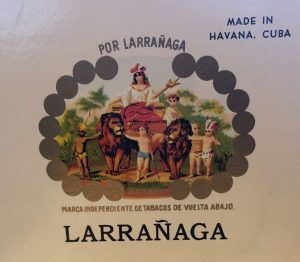 MADE IN
HAVANA, CUBA
POR LARRAÑAGA
MARCA INDEPENDIENTE DE TABACOS DE VUELTA ABAJO.
LARRAÑAGA